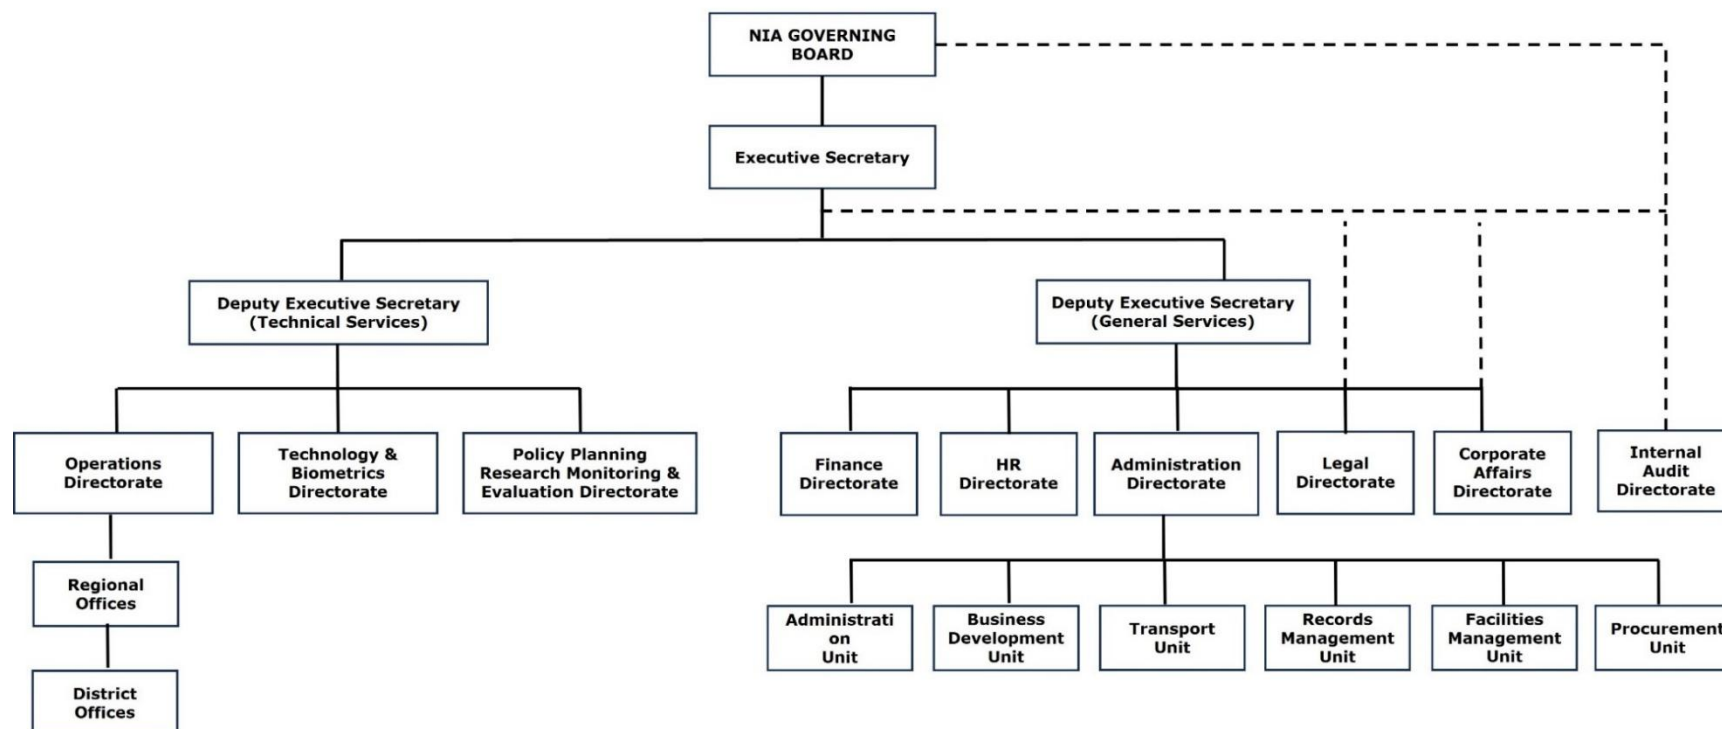 NIA GOVERNING
BOARD
Executive Secretary
Deputy Executive Secretary
(Technical Services)
Deputy Executive Secretary
(General Services)
Operations
Directorate
Technology &
Biometrics
Directorate
Policy Planning
Research Monitoring &
Evaluation Directorate
Finance
Directorate
HR
Directorate
Administration
Directorate
Legal
Directorate
Corporate
Affairs
Directorate
Internal
Audit
Directorate
Regional
Offices
District
Offices
Administrati
on
Unit
Business
Development
Unit
Transport
Unit
Records
Management
Unit
Facilities
Management
Unit
Procurement
Unit